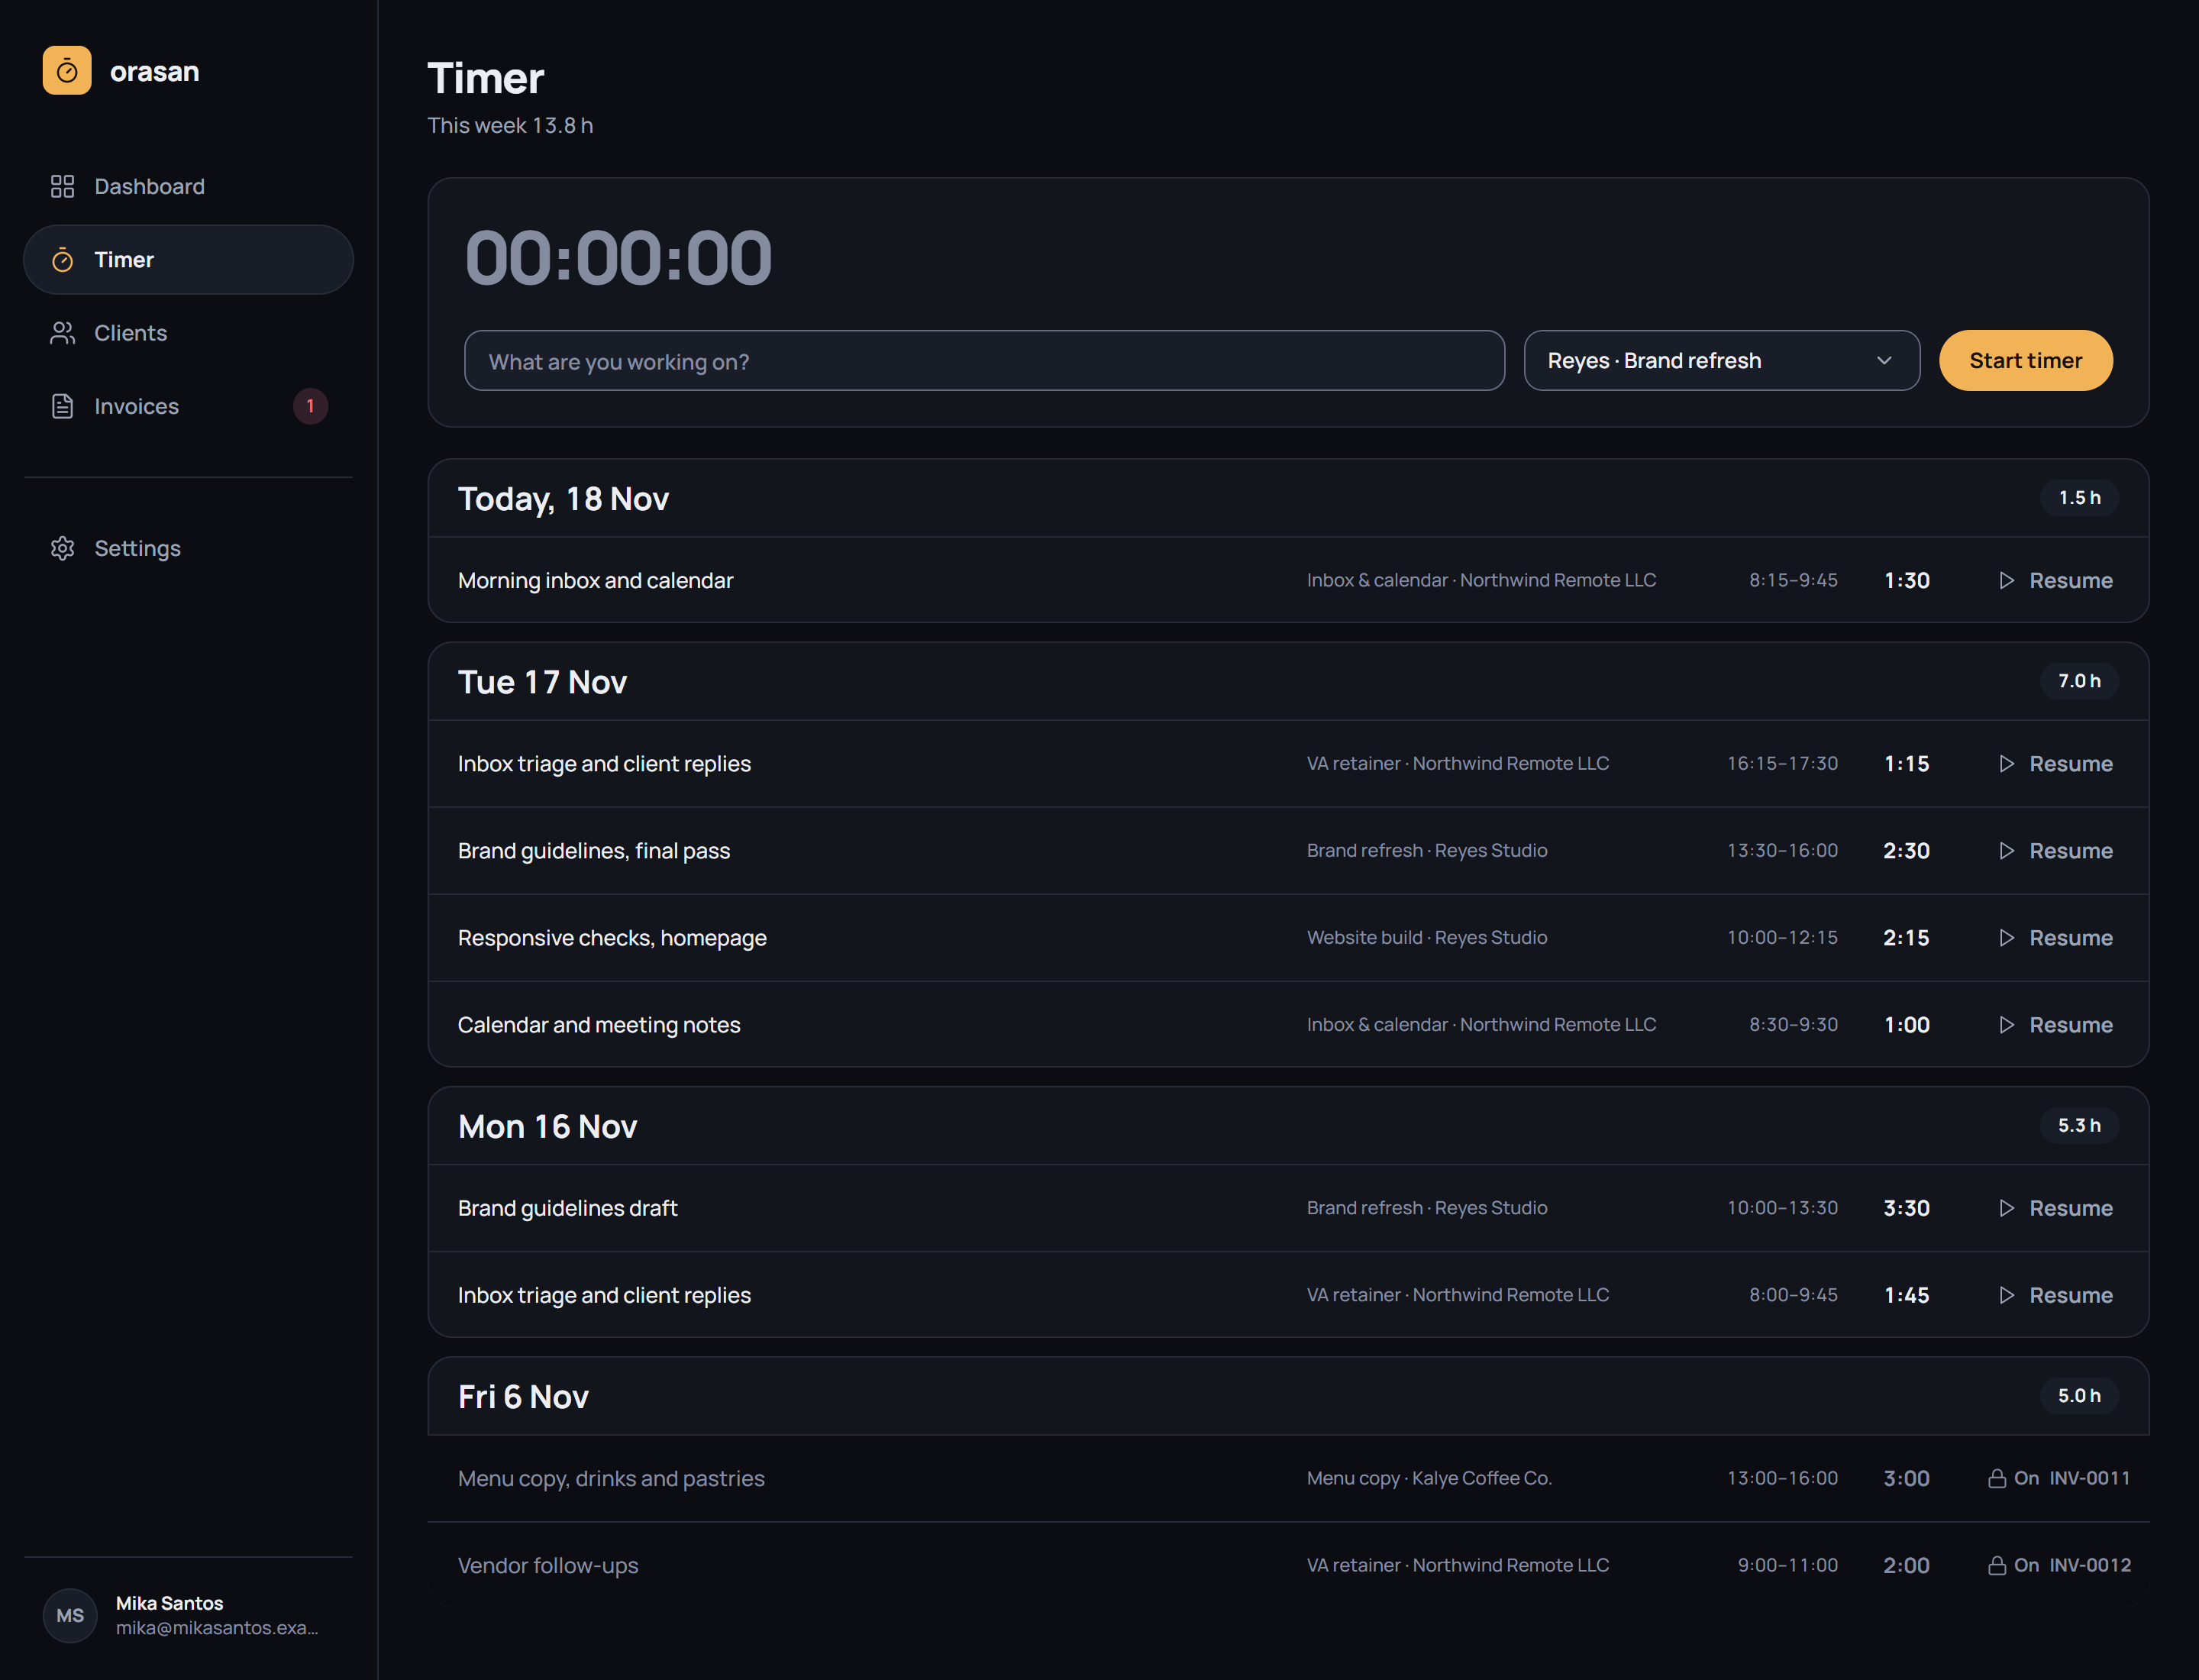 orasan
Dashboard
Timer
Clients
Invoices 1
Settings
MS
Mika Santos
mika@mikasantos.exa...
Timer
This week 13.8 h
00:00:00
What are you working on?
Reyes · Brand refresh
Start timer
Today, 18 Nov 1.5 h
Morning inbox and calendar Inbox & calendar · Northwind Remote LLC 8:15–9:45 1:30 Resume
Tue 17 Nov 7.0 h
Inbox triage and client replies VA retainer · Northwind Remote LLC 16:15–17:30 1:15 Resume
Brand guidelines, final pass Brand refresh · Reyes Studio 13:30–16:00 2:30 Resume
Responsive checks, homepage Website build · Reyes Studio 10:00–12:15 2:15 Resume
Calendar and meeting notes Inbox & calendar · Northwind Remote LLC 8:30–9:30 1:00 Resume
Mon 16 Nov 5.3 h
Brand guidelines draft Brand refresh · Reyes Studio 10:00–13:30 3:30 Resume
Inbox triage and client replies VA retainer · Northwind Remote LLC 8:00–9:45 1:45 Resume
Fri 6 Nov 5.0 h
Menu copy, drinks and pastries Menu copy · Kalye Coffee Co. 13:00–16:00 3:00 On INV-0011
Vendor follow-ups VA retainer · Northwind Remote LLC 9:00–11:00 2:00 On INV-0012